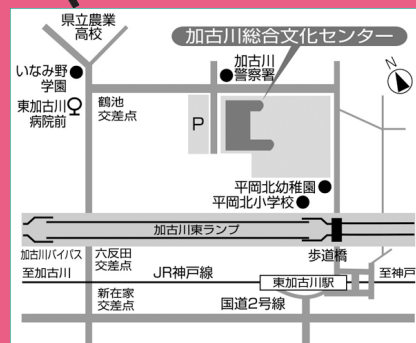 県立農業
高校
加古川総合文化センター
いなみ野
学園
加古川
警察署
N
東加古川
病院前
鶴池
交差点
P
平岡北幼稚園
平岡北小学校
加古川東ランプ
加古川バイパス
六反田
交差点
歩道橋
至加古川
JR神戸線
東加古川駅
至神戸
新在家
交差点
国道2号線